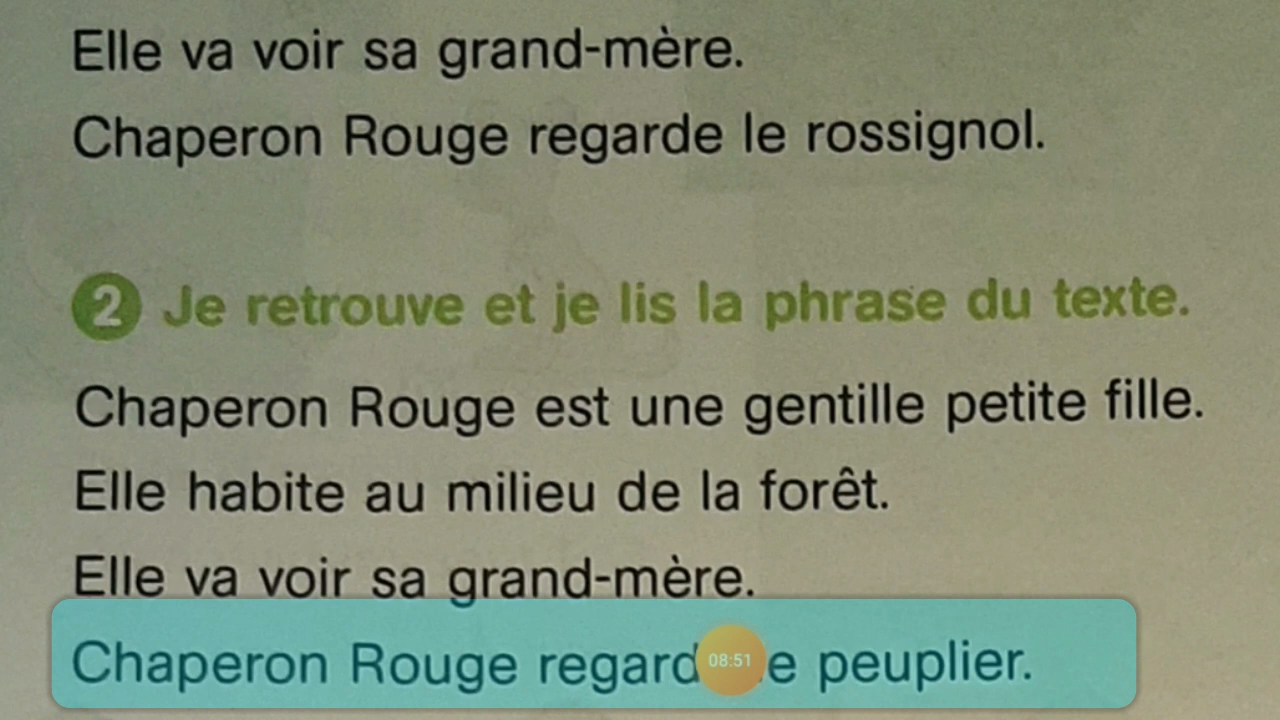 Elle va voir sa grand-mère.
Chaperon Rouge regarde le rossignol.
2 Je retrouve et je lis la phrase du texte.
Chaperon Rouge est une gentille petite fille.
Elle habite au milieu de la forêt.
Elle va voir sa grand-mère.
Chaperon Rouge peuplier.
08:51